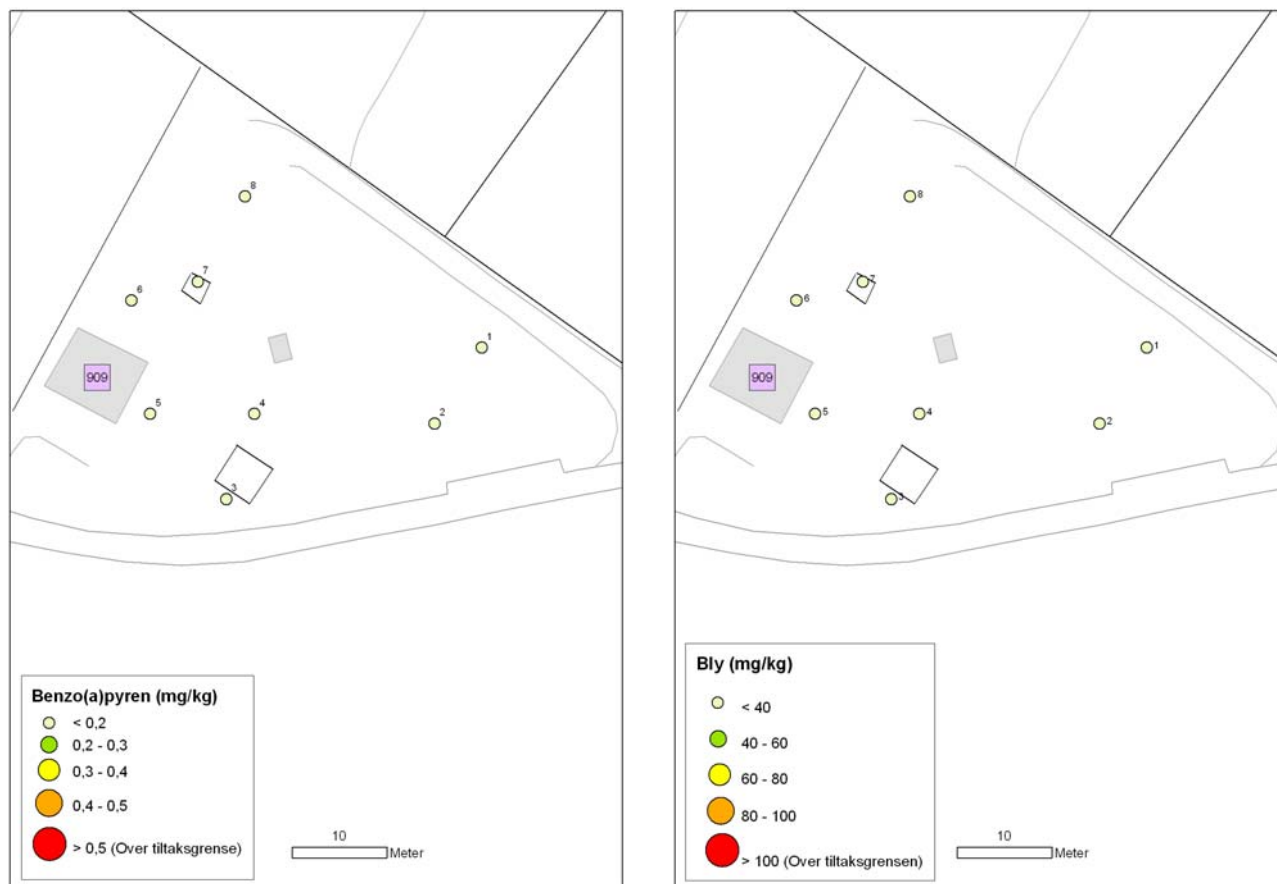 8
7
6
1
909
5
4
2
3
Benzo(a)pyren (mg/kg)
< 0,2
0,2 - 0,3
0,3 - 0,4
0,4 - 0,5
> 0,5 (Over tiltaksgrense)
10
Meter
8
7
6
1
909
5
4
2
3
Bly (mg/kg)
< 40
40 - 60
60 - 80
80 - 100
> 100 (Over tiltaksgrensen)
10
Meter